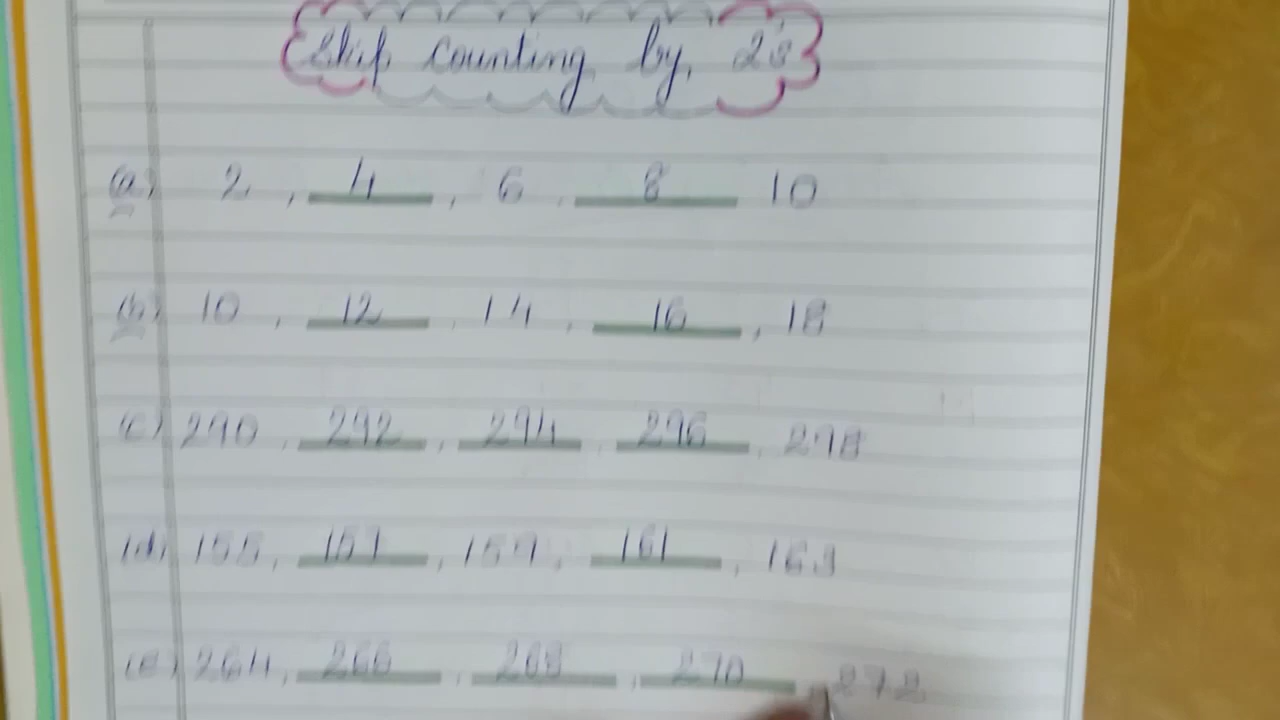 Skip counting by 2's
(a) 2, 4, 6, 8 10
(b) 10, 12, 14, 16, 18
(c) 290, 292, 294, 296, 298
(d) 155, 157, 159, 161, 163
(e) 264, 266, 268, 270, 272